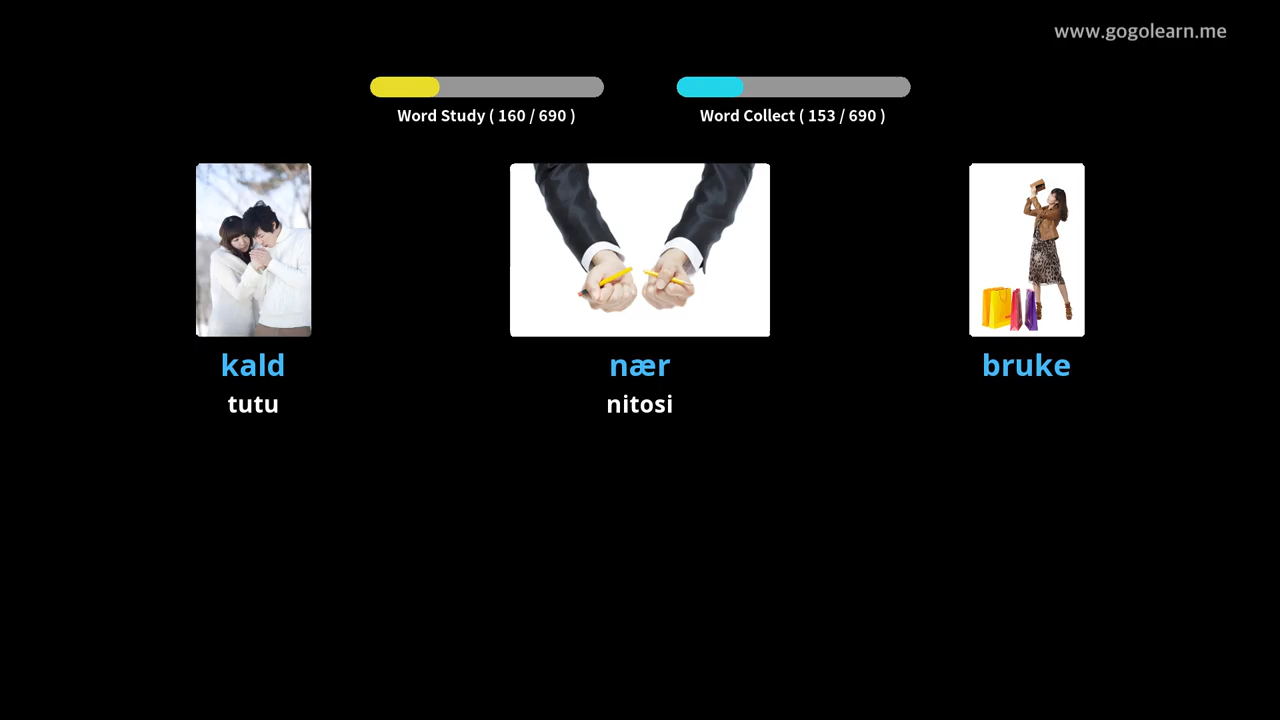 www.gogolearn.me
Word Study ( 160 / 690 )
Word Collect ( 153 / 690 )
kald
nær
bruke
tutu
nitosi